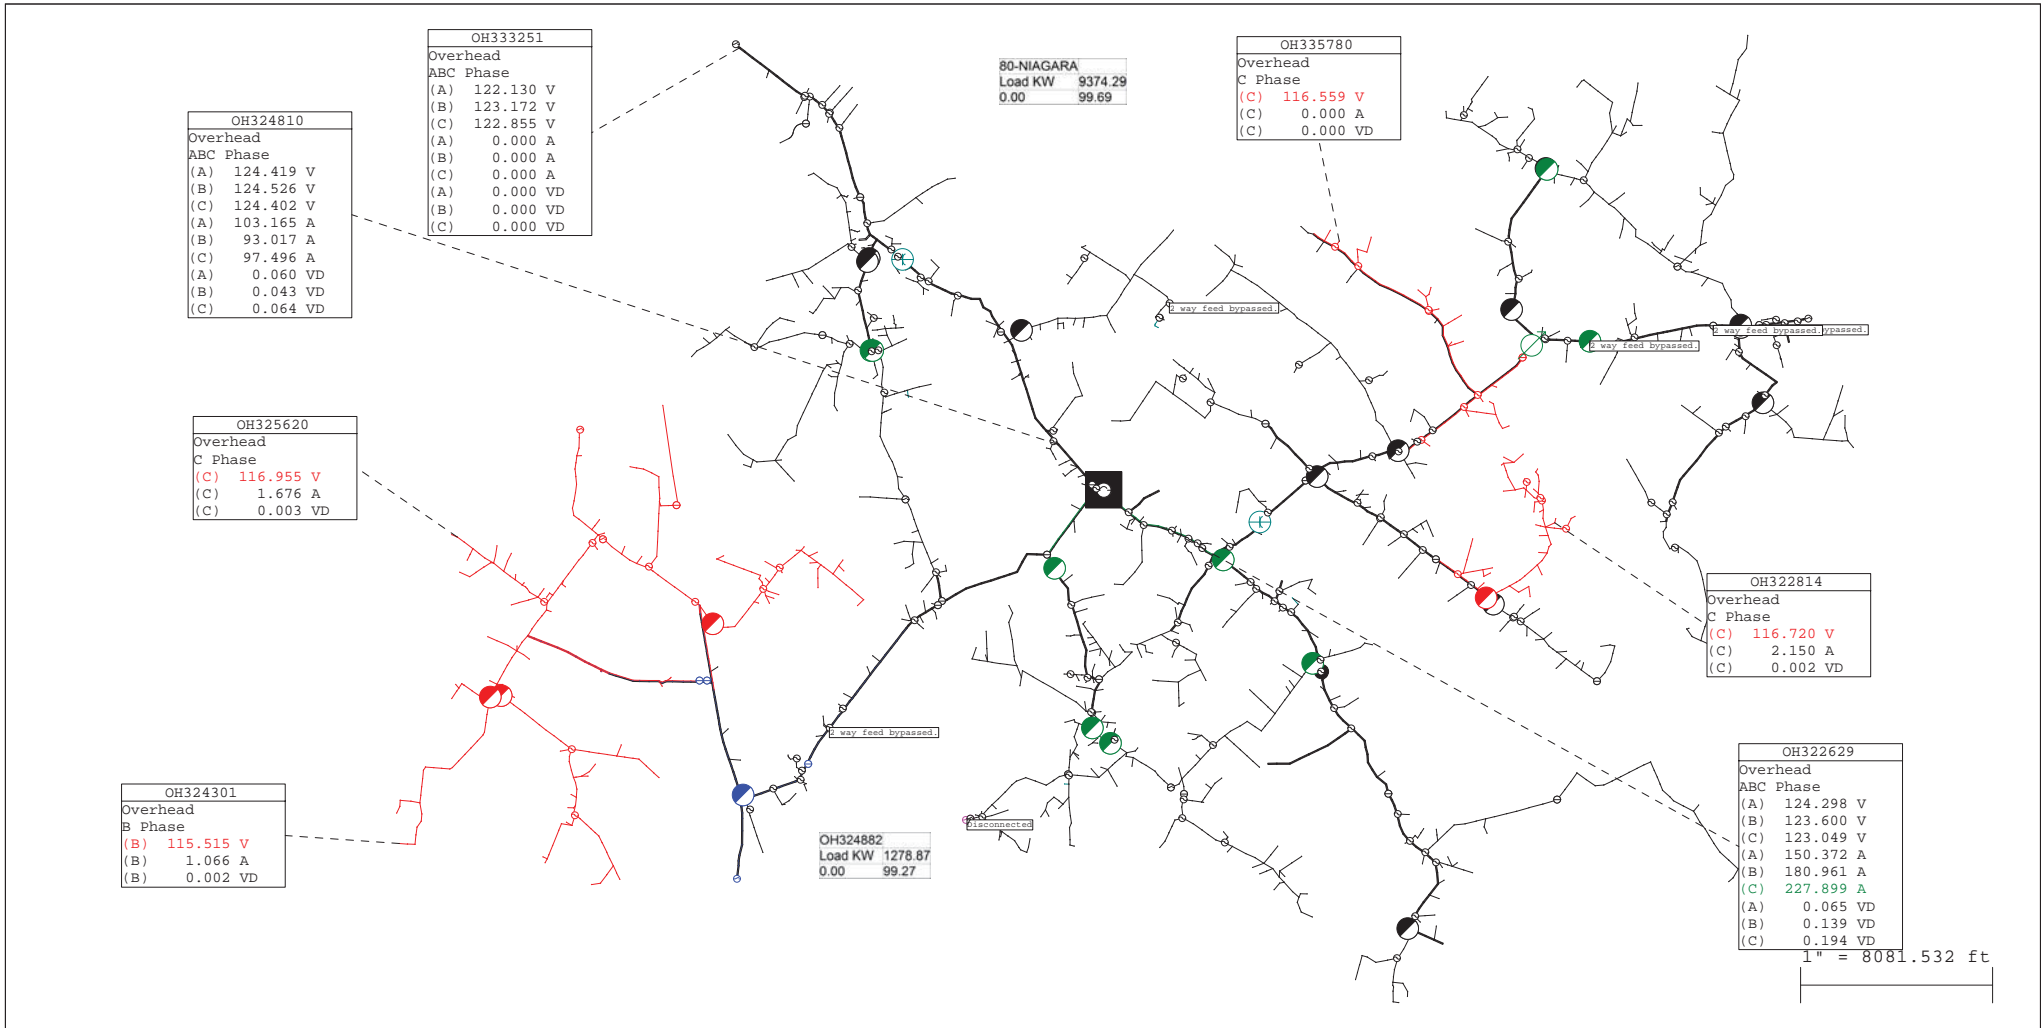 OH333251
Overhead
ABC Phase
(A) 122.130 V
(B) 123.172 V
(C) 122.855 V
(A) 0.000 A
(B) 0.000 A
(C) 0.000 A
(A) 0.000 VD
(B) 0.000 VD
(C) 0.000 VD
80-NIAGARA
Load KW 9374.29
0.00 99.69
OH335780
Overhead
C Phase
(C) 116.559 V
(C) 0.000 A
(C) 0.000 VD
OH324810
Overhead
ABC Phase
(A) 124.419 V
(B) 124.526 V
(C) 124.402 V
(A) 103.165 A
(B) 93.017 A
(C) 97.496 A
(A) 0.060 VD
(B) 0.043 VD
(C) 0.064 VD
2 way feed bypassed.
2 way feed bypassed.
ypassed.
2 way feed bypassed.
OH325620
Overhead
C Phase
(C) 116.955 V
(C) 1.676 A
(C) 0.003 VD
OH322814
Overhead
C Phase
(C) 116.720 V
(C) 2.150 A
(C) 0.002 VD
2 way feed bypassed.
OH324301
Overhead
B Phase
(B) 115.515 V
(B) 1.066 A
(B) 0.002 VD
OH324882
Load KW 1278.87
0.00 99.27
Disconnected
OH322629
Overhead
ABC Phase
(A) 124.298 V
(B) 123.600 V
(C) 123.049 V
(A) 150.372 A
(B) 180.961 A
(C) 227.899 A
(A) 0.065 VD
(B) 0.139 VD
(C) 0.194 VD
1" = 8081.532 ft